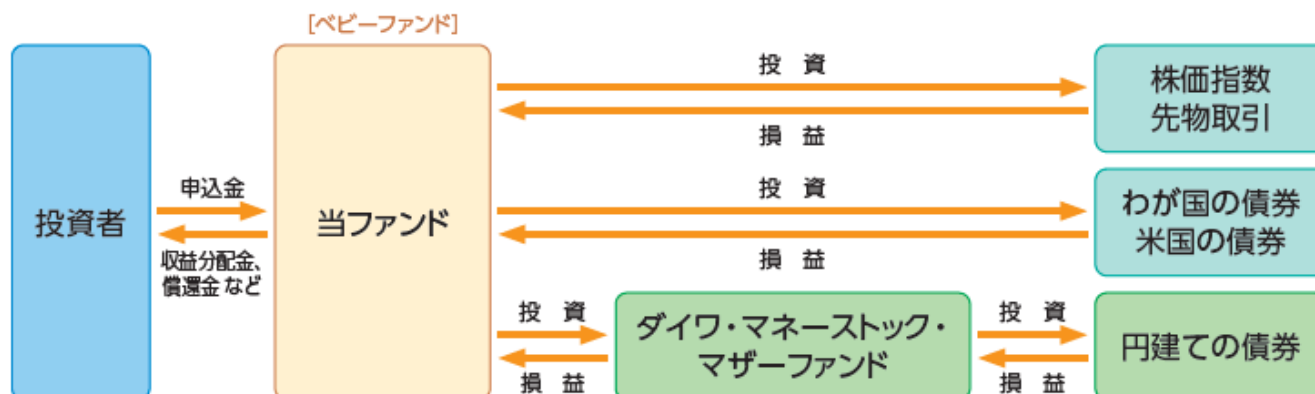 [ベビーファンド]
投資者
申込金
収益分配金、
償還金 など
当ファンド
投 資
損 益
株価指数
先物取引
投 資
損 益
わが国の債券
米国の債券
投 資
損 益
ダイワ・マネーストック・
マザーファンド
投 資
損 益
円建ての債券